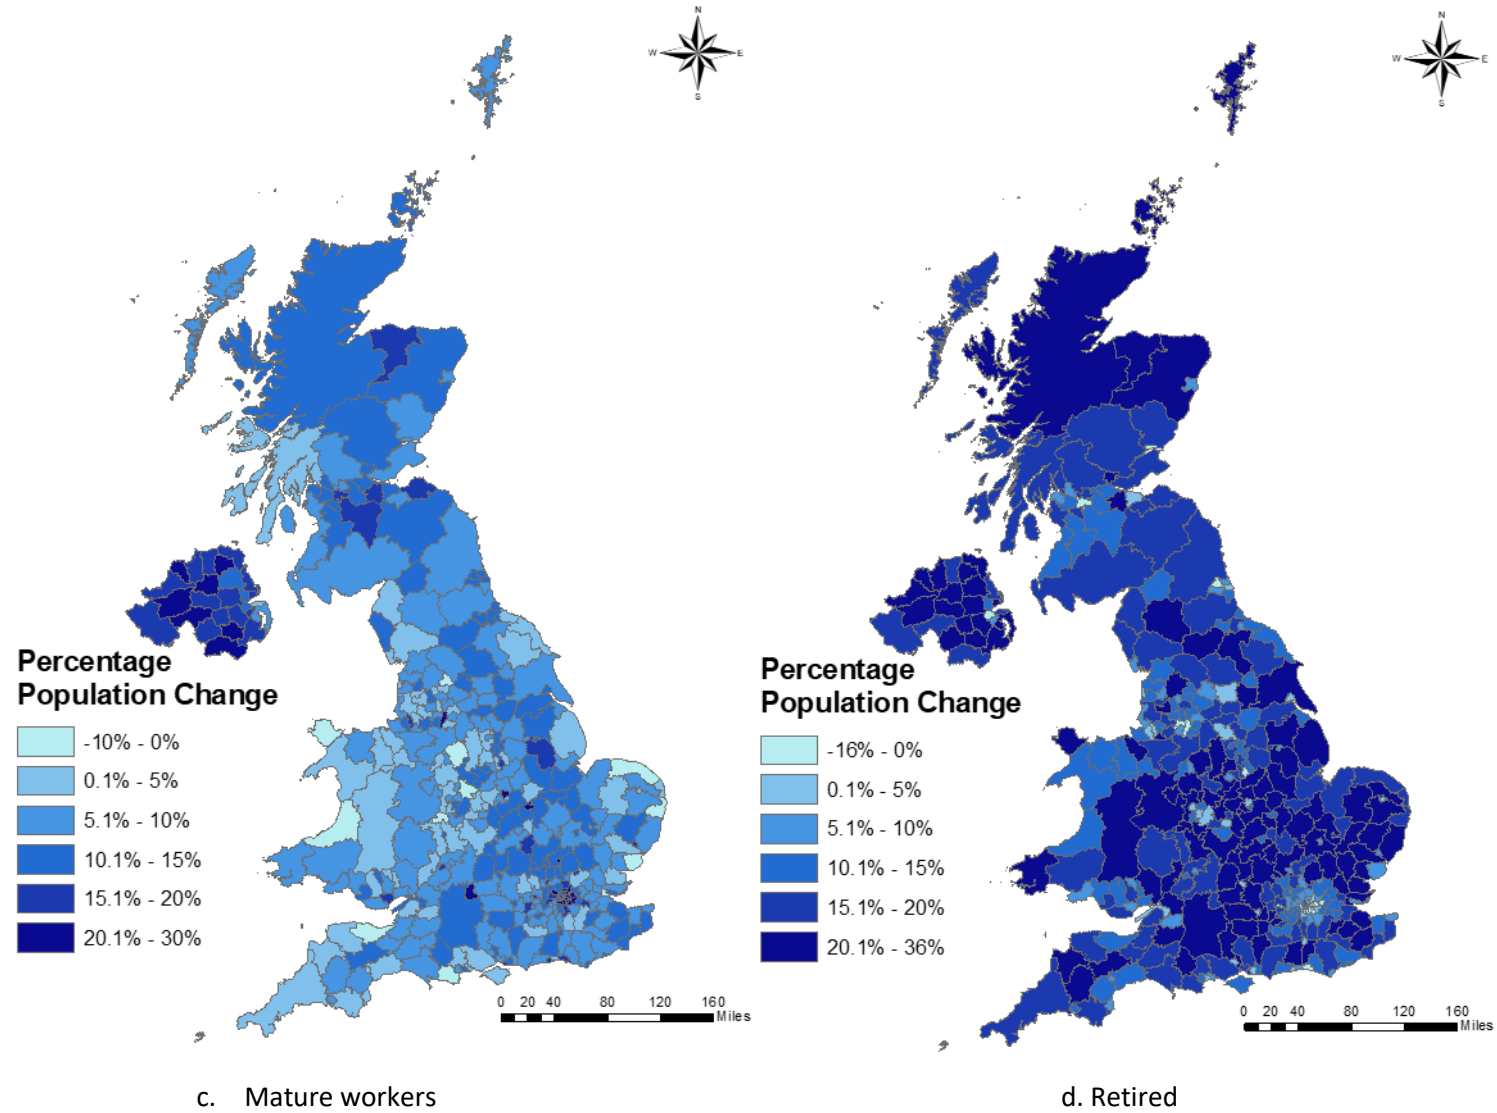 N
W E
S
N
W E
S
Percentage
Population Change
-10% - 0%
0.1% - 5%
5.1% - 10%
10.1% - 15%
15.1% - 20%
20.1% - 30%
0 20 40 80 120 160
Miles
Percentage
Population Change
-16% - 0%
0.1% - 5%
5.1% - 10%
10.1% - 15%
15.1% - 20%
20.1% - 36%
0 20 40 80 120 160
Miles
c. Mature workers
d. Retired